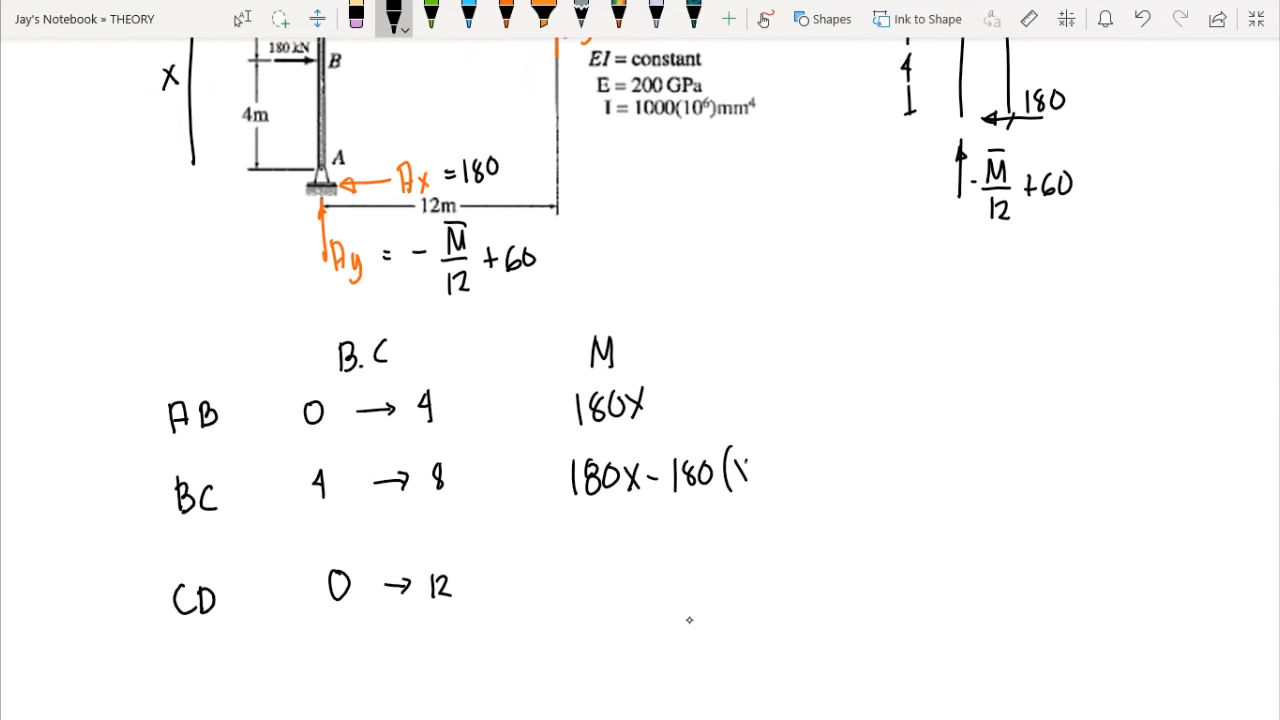 Jay's Notebook » THEORY
Shapes
Ink to Shape
180 kN
B
X
4m
A
EI = constant
E = 200 GPa
I = 1000(10⁶)mm⁴
4
180
-M̅/12 +60
Ax = 180
12m
Ay = - M̅/12 +60
B.C M
AB 0 → 4 180X
BC 4 → 8 180X - 180(
CD 0 → 12